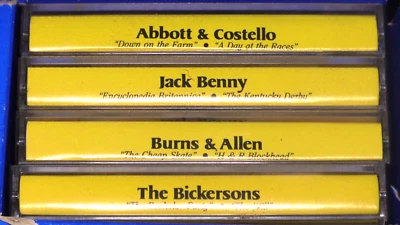 Abbott & Costello
"Down on the Farm" ● "A Day at the Races"
Jack Benny
"Encyclopedia Britannica" ● "The Kentucky Derby"
Burns & Allen
"The Cheap Skate" ● "H & R Blockhead"
The Bickersons